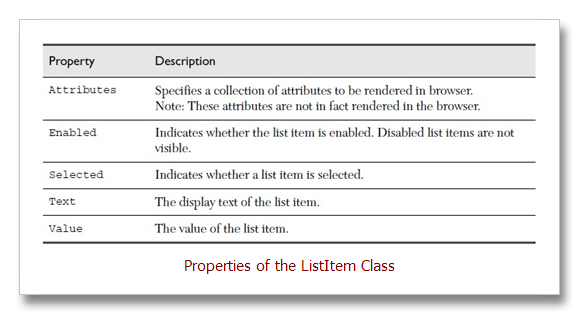 Property Description
Attributes Specifies a collection of attributes to be rendered in browser.
Note: These attributes are not in fact rendered in the browser.
Enabled Indicates whether the list item is enabled. Disabled list items are not
visible.
Selected Indicates whether a list item is selected.
Text The display text of the list item.
Value The value of the list item.
Properties of the ListItem Class